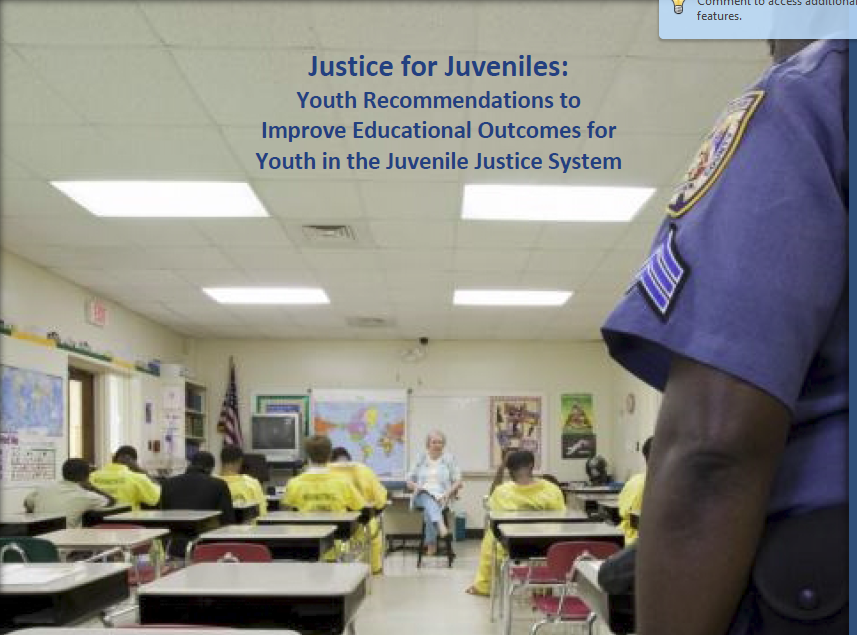 Comment to access additional
features.
Justice for Juveniles:
Youth Recommendations to
Improve Educational Outcomes for
Youth in the Juvenile Justice System
EXIT